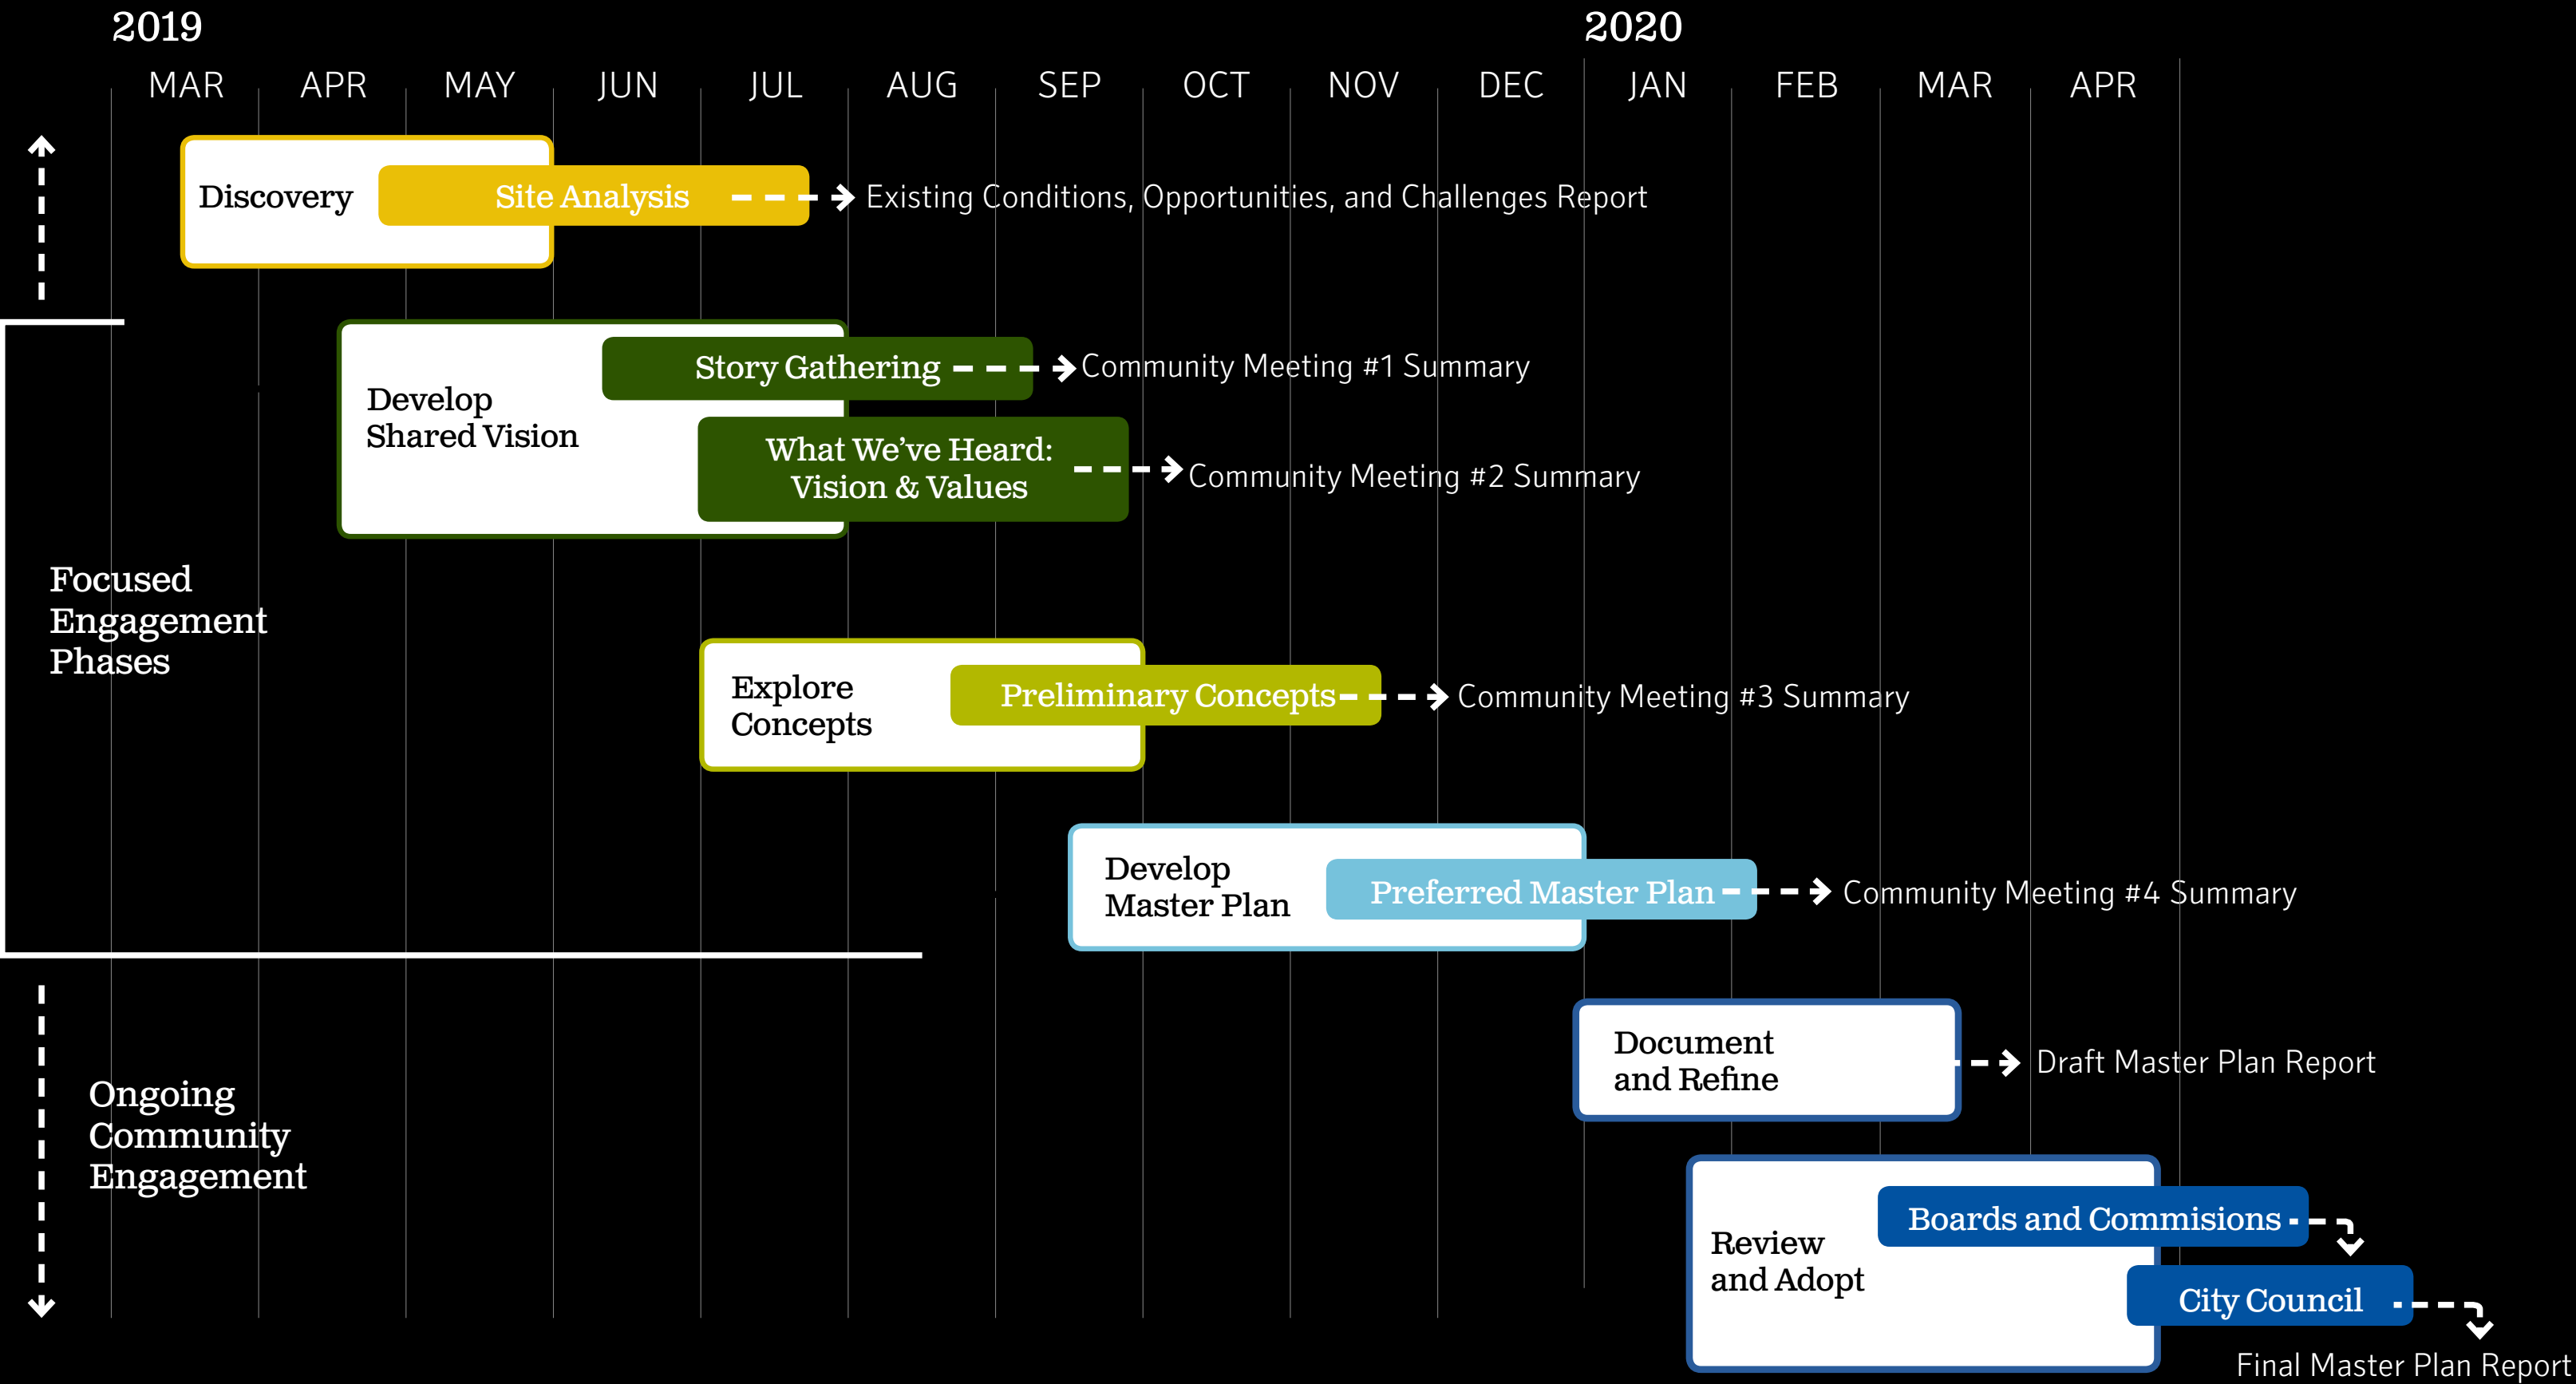 2019
2020
MAR APR MAY JUN JUL AUG SEP OCT NOV DEC JAN FEB MAR APR
Discovery
Site Analysis
Existing Conditions, Opportunities, and Challenges Report
Develop
Shared Vision
Story Gathering
Community Meeting #1 Summary
What We’ve Heard:
Vision & Values
Community Meeting #2 Summary
Focused
Engagement
Phases
Explore
Concepts
Preliminary Concepts
Community Meeting #3 Summary
Develop
Master Plan
Preferred Master Plan
Community Meeting #4 Summary
Document
and Refine
Draft Master Plan Report
Ongoing
Community
Engagement
Review
and Adopt
Boards and Commisions
City Council
Final Master Plan Report